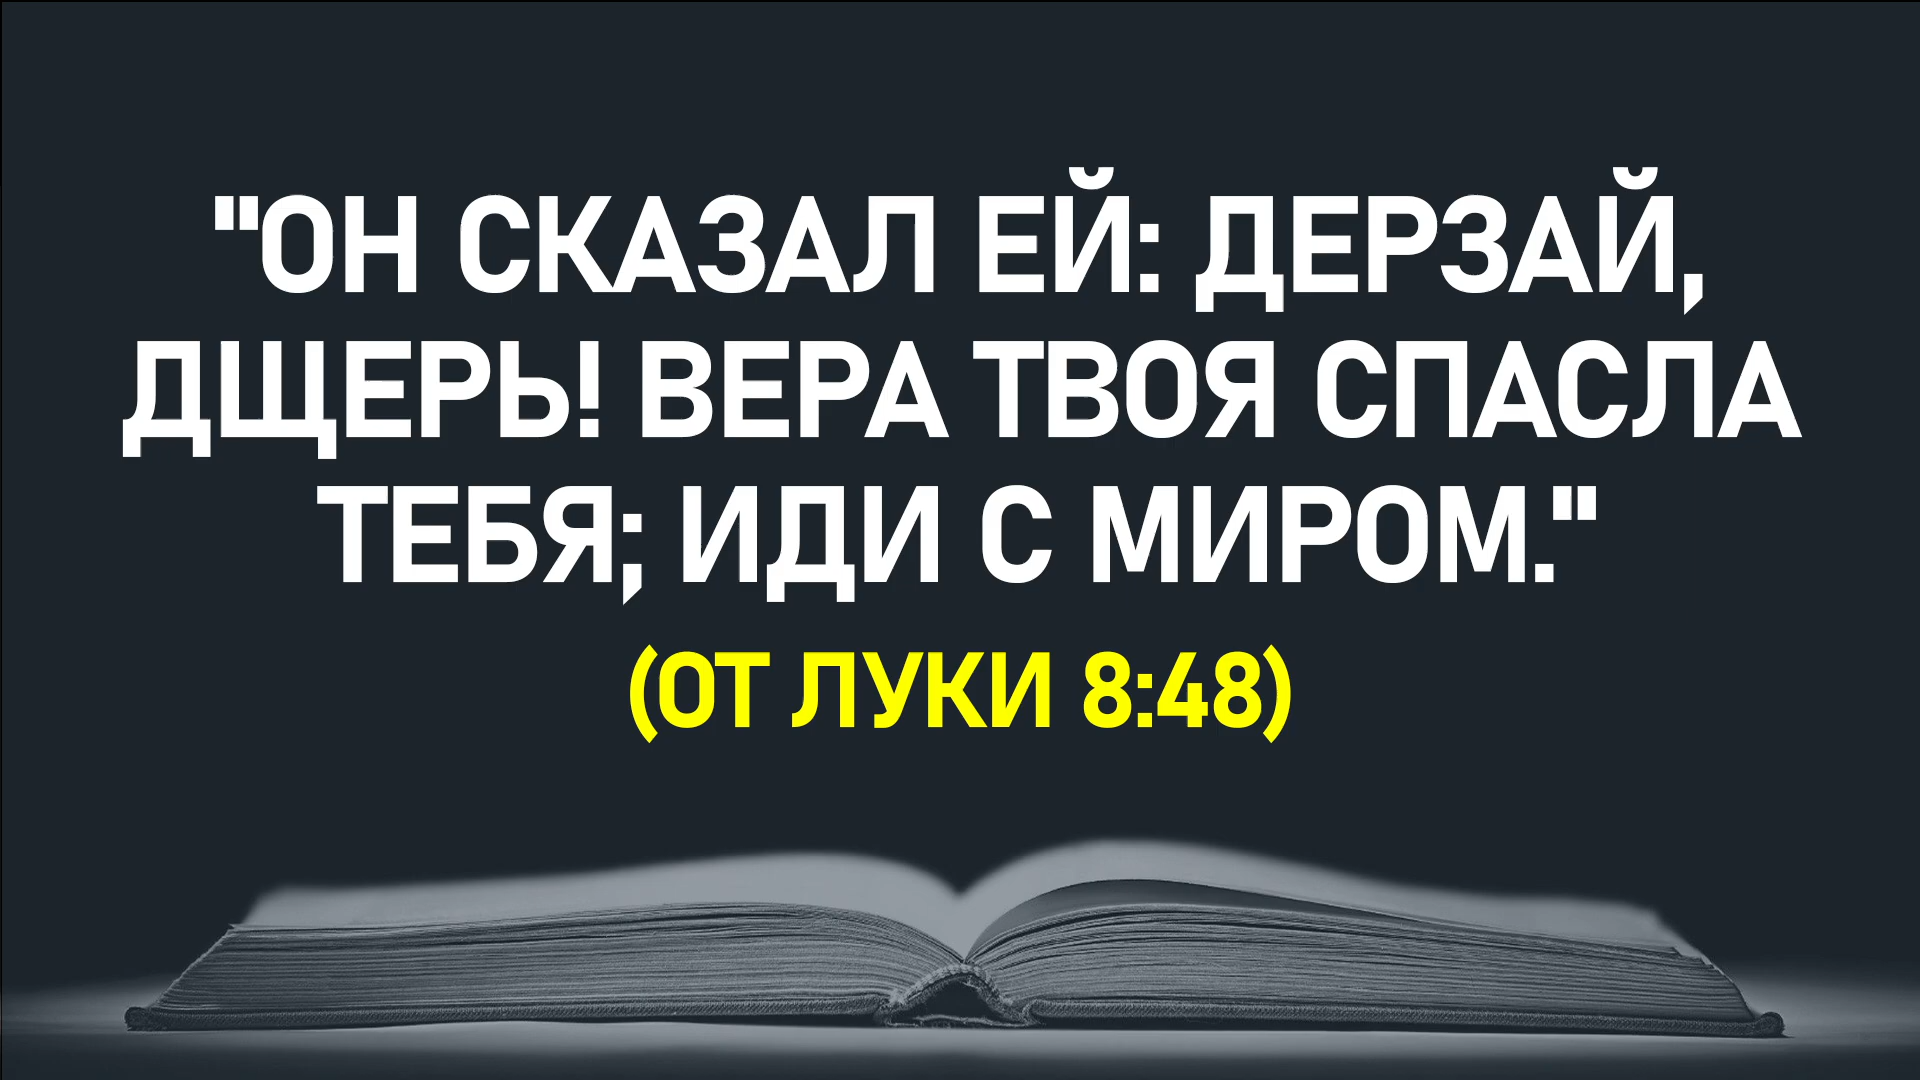 "ОН СКАЗАЛ ЕЙ: ДЕРЗАЙ,
ДЩЕРЬ! ВЕРА ТВОЯ СПАСЛА
ТЕБЯ; ИДИ С МИРОМ."
(ОТ ЛУКИ 8:48)